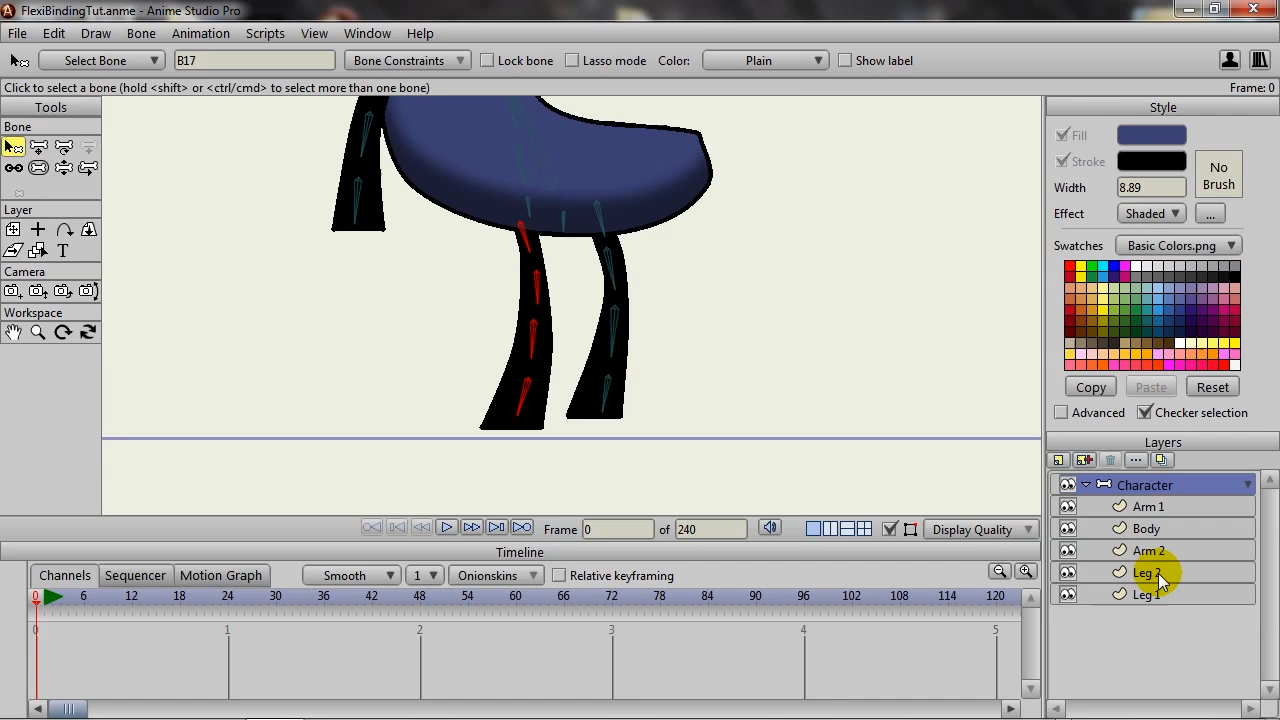 FlexiBindingTut.anme - Anime Studio Pro
File Edit Draw Bone Animation Scripts View Window Help
Select Bone B17 Bone Constraints Lock bone Lasso mode Color: Plain Show label
Click to select a bone (hold <shift> or <ctrl/cmd> to select more than one bone) Frame: 0
Tools
Bone
Layer
T
Camera
Workspace
Style
Fill
Stroke
No Brush
Width 8.89
Effect Shaded ...
Swatches Basic Colors.png
Copy Paste Reset
Advanced Checker selection
Layers
Character
Arm 1
Body
Arm 2
Leg 2
Leg 1
Frame 0 of 240 Display Quality
Timeline
Channels Sequencer Motion Graph Smooth 1 Onionskins Relative keyframing
0 6 12 18 24 30 36 42 48 54 60 66 72 78 84 90 96 102 108 114 120
0 1 2 3 4 5